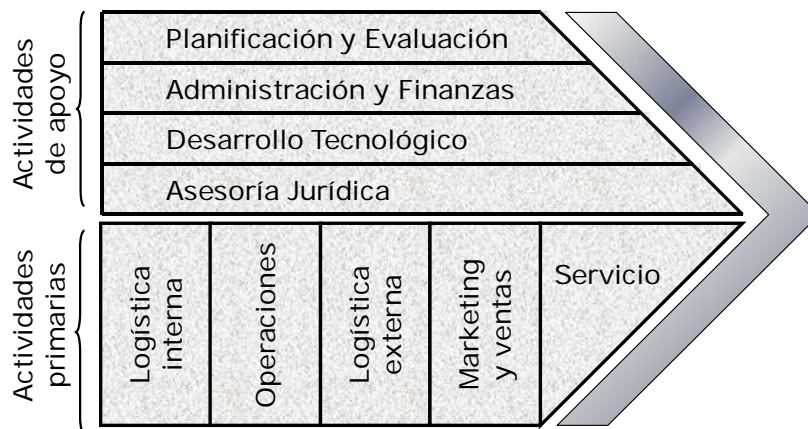 Actividades
de apoyo
Planificación y Evaluación
Administración y Finanzas
Desarrollo Tecnológico
Asesoría Jurídica
Actividades
primarias
Logística
interna
Operaciones
Logística
externa
Marketing
y ventas
Servicio